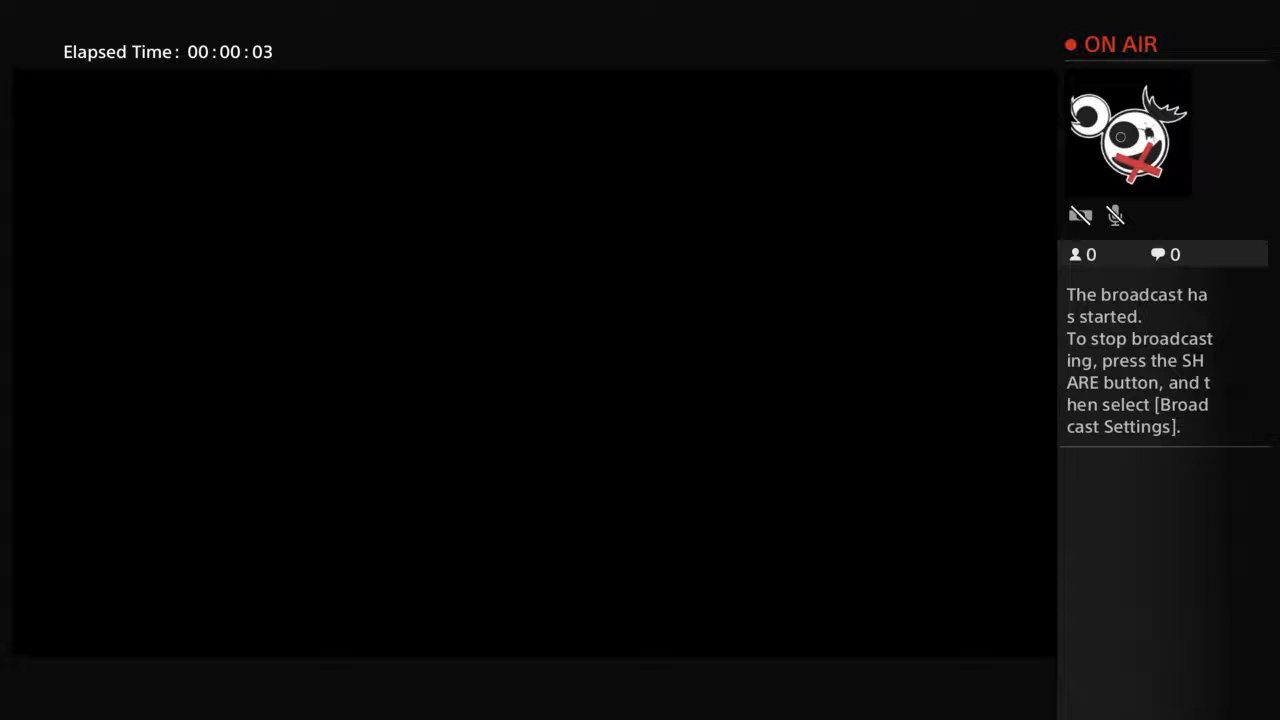 Elapsed Time: 00:00:03
ON AIR
0 0
The broadcast ha
s started.
To stop broadcast
ing, press the SH
ARE button, and t
hen select [Broad
cast Settings].